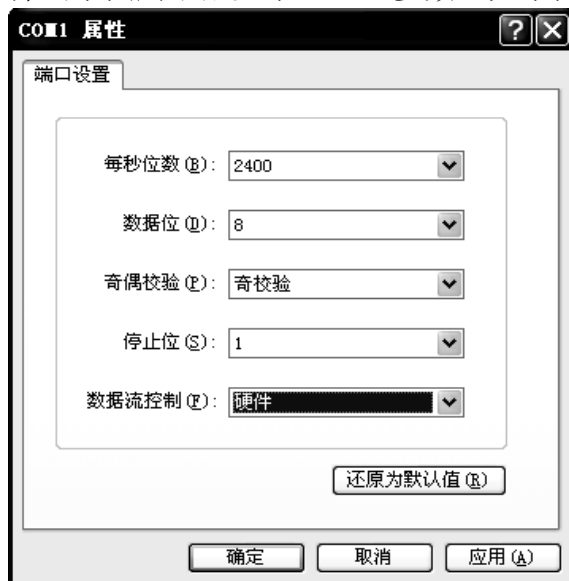 COM1 属性
端口设置
每秒位数(B): 2400
数据位(D): 8
奇偶校验(P): 奇校验
停止位(S): 1
数据流控制(F): 硬件
还原为默认值(R)
确定 取消 应用(A)